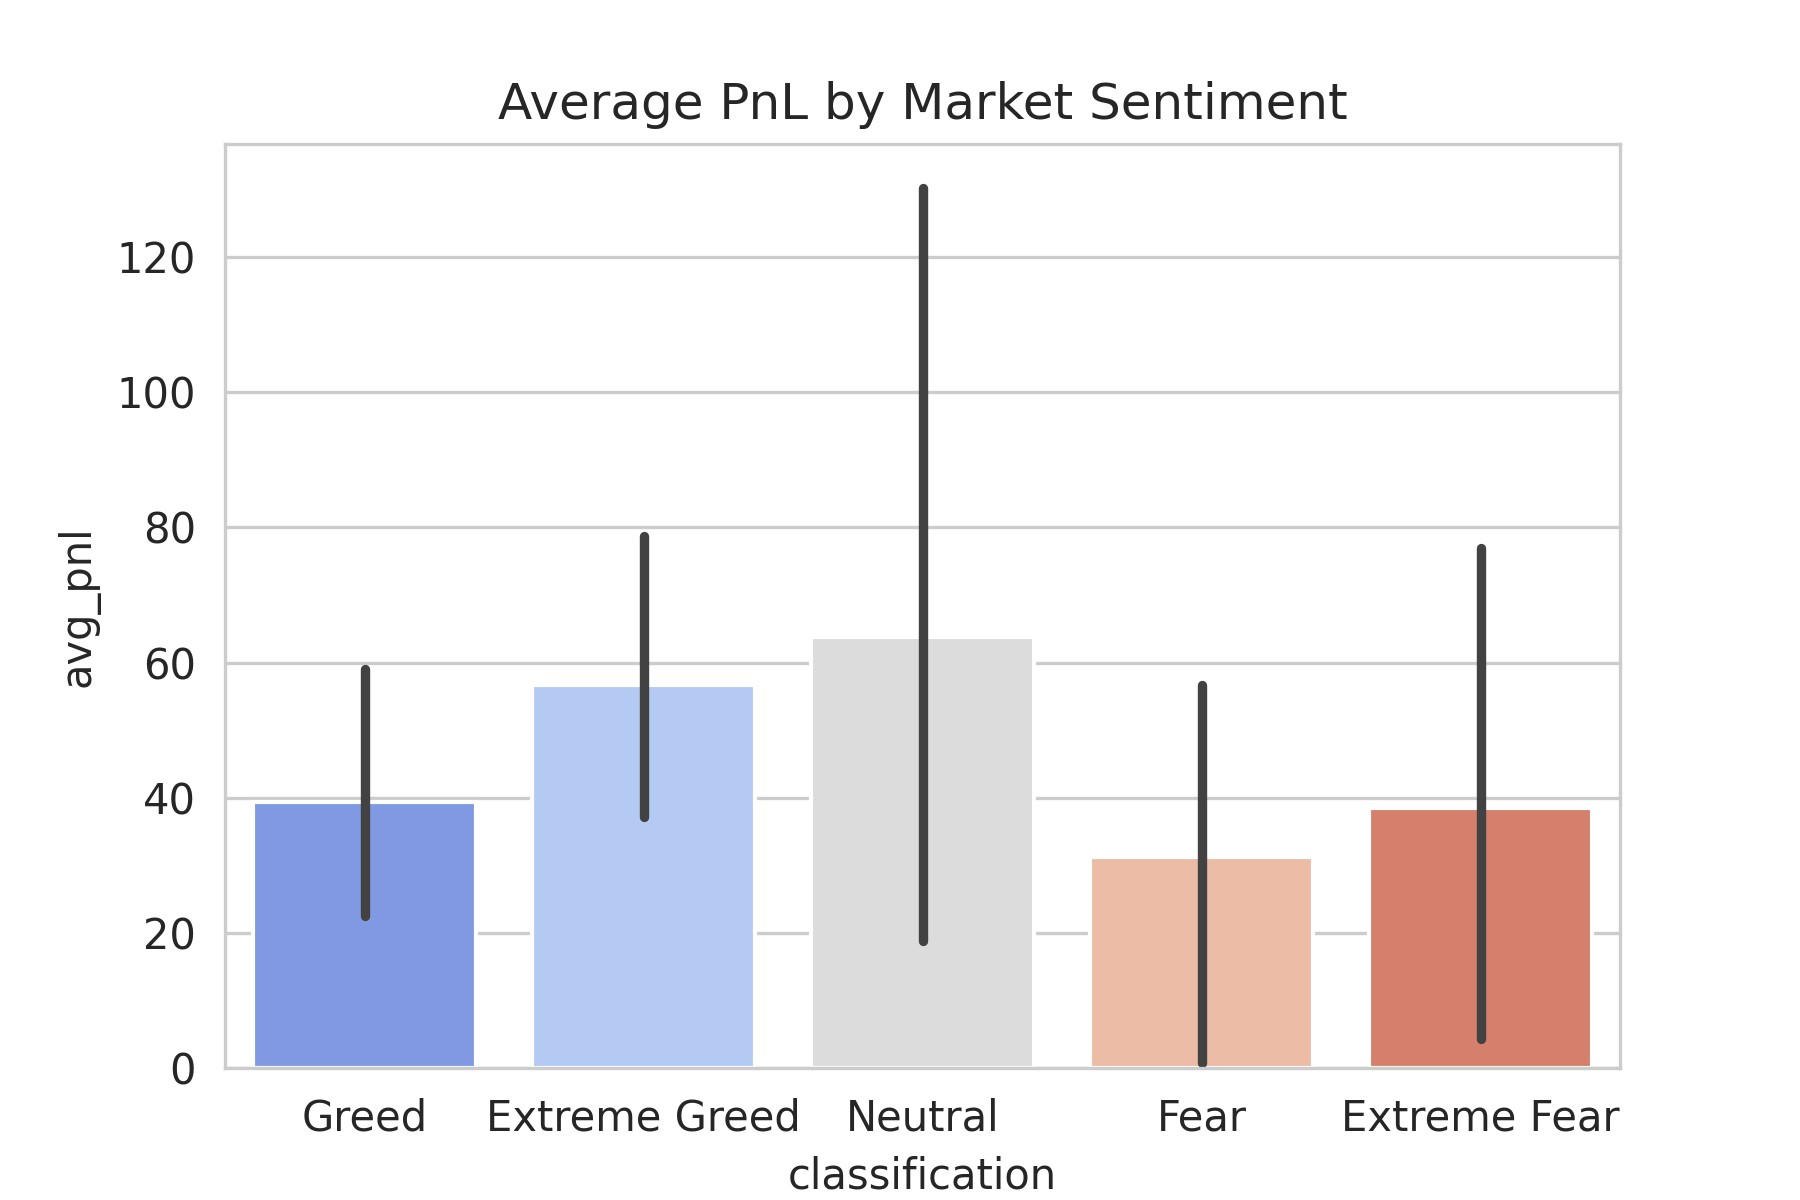 Average PnL by Market Sentiment
120
100
80
60
40
20
0
avg_pnl
Greed Extreme Greed Neutral Fear Extreme Fear
classification